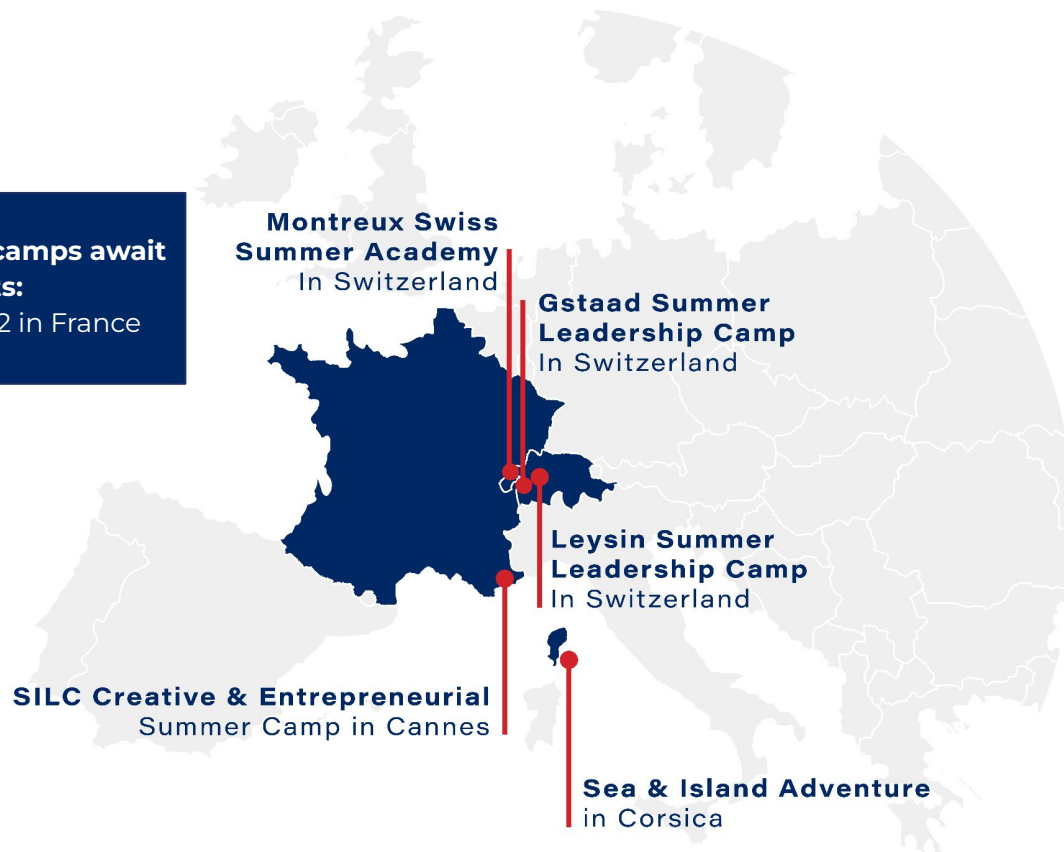 camps await
s:
2 in France
Montreux Swiss
Summer Academy
In Switzerland
Gstaad Summer
Leadership Camp
In Switzerland
Leysin Summer
Leadership Camp
In Switzerland
SILC Creative & Entrepreneurial
Summer Camp in Cannes
Sea & Island Adventure
in Corsica